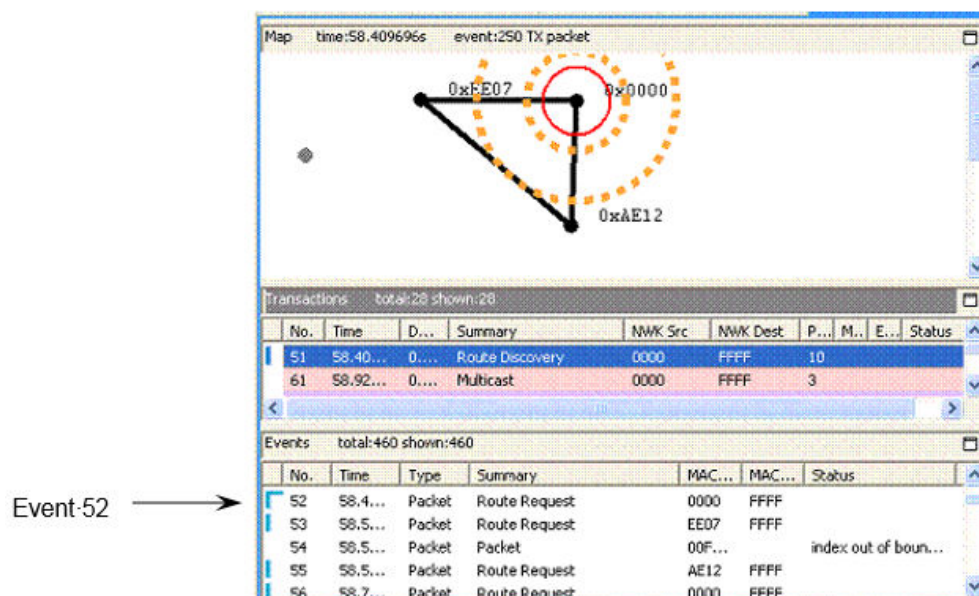 Map time:58.409696s event:250 TX packet
0xEE07 0x0000
0xAE12
Transactions total:28 shown:28
No. Time D... Summary NWK Src NWK Dest P... M... E... Status
51 58.40... 0.... Route Discovery 0000 FFFF 10
61 58.92... 0.... Multicast 0000 FFFF 3
Events total:460 shown:460
No. Time Type Summary MAC... MAC... Status
Event·52
52 58.4... Packet Route Request 0000 FFFF
53 58.5... Packet Route Request EE07 FFFF
54 58.5... Packet Packet 00F... index out of boun...
55 58.5... Packet Route Request AE12 FFFF
56 58.7... Packet Route Request 0000 FFFF